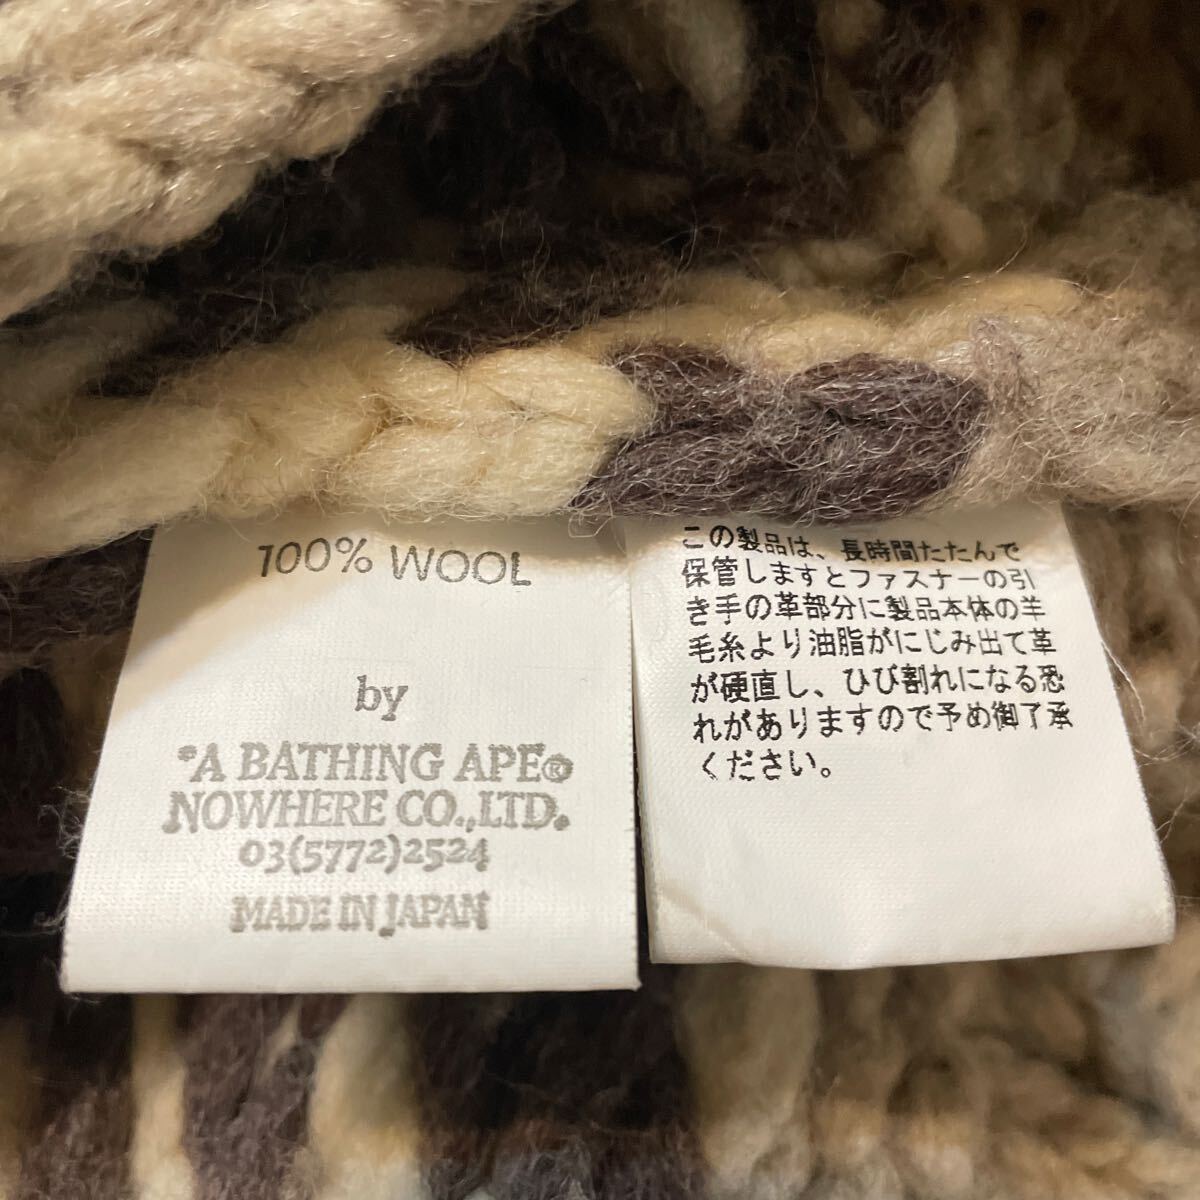 100% WOOL
by
"A BATHING APE®
NOWHERE CO.,LTD.
03(5772)2524
MADE IN JAPAN
この製品は、長時間たたんで
保管しますとファスナーの引
き手の革部分に製品本体の羊
毛糸より油脂がにじみ出て革
が硬直し、ひび割れになる恐
れがありますので予め御了承
ください。